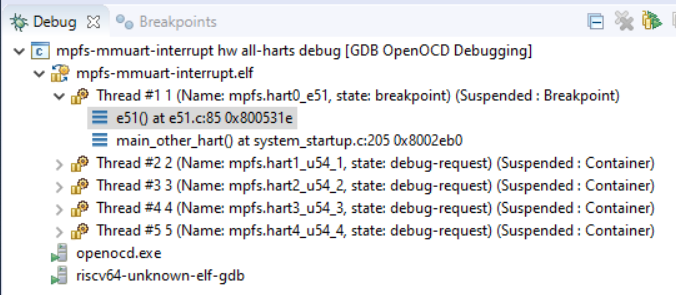 Debug Breakpoints
mpfs-mmuart-interrupt hw all-harts debug [GDB OpenOCD Debugging]
mpfs-mmuart-interrupt.elf
Thread #1 1 (Name: mpfs.hart0_e51, state: breakpoint) (Suspended : Breakpoint)
e51() at e51.c:85 0x800531e
main_other_hart() at system_startup.c:205 0x8002eb0
Thread #2 2 (Name: mpfs.hart1_u54_1, state: debug-request) (Suspended : Container)
Thread #3 3 (Name: mpfs.hart2_u54_2, state: debug-request) (Suspended : Container)
Thread #4 4 (Name: mpfs.hart3_u54_3, state: debug-request) (Suspended : Container)
Thread #5 5 (Name: mpfs.hart4_u54_4, state: debug-request) (Suspended : Container)
openocd.exe
riscv64-unknown-elf-gdb